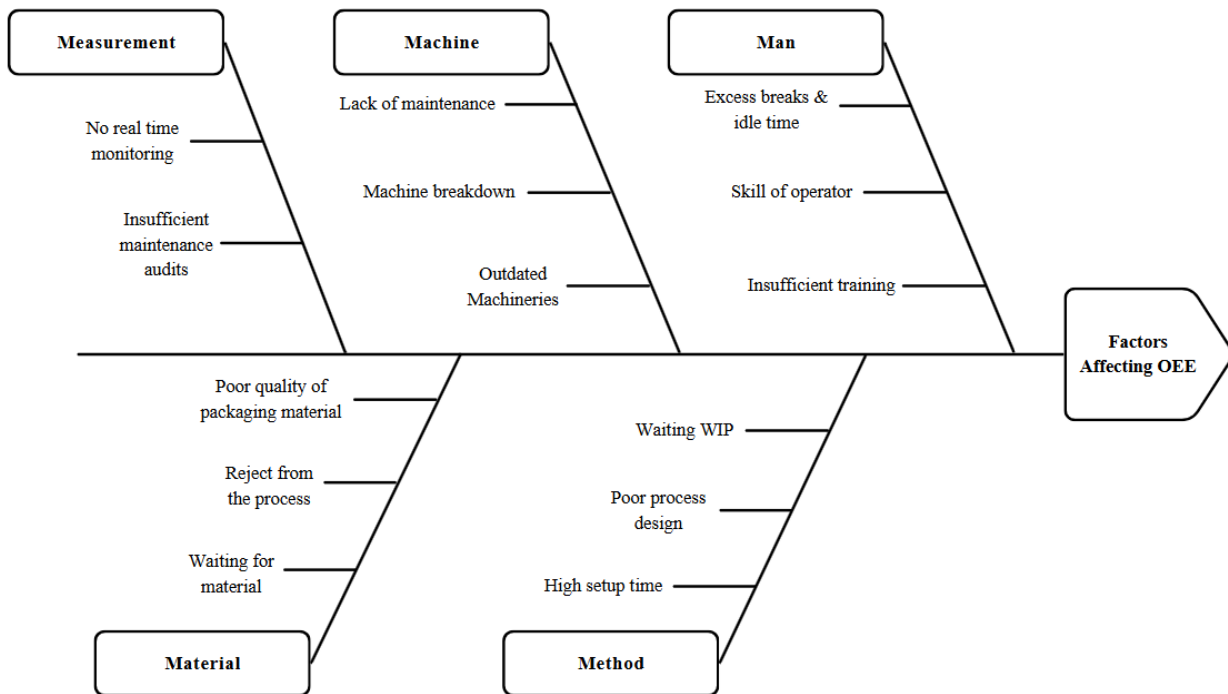 Measurement
Machine
Man
Lack of maintenance
Excess breaks &
idle time
No real time
monitoring
Machine breakdown
Skill of operator
Insufficient
maintenance
audits
Outdated
Machineries
Insufficient training
Factors
Affecting OEE
Poor quality of
packaging material
Waiting WIP
Reject from
the process
Poor process
design
Waiting for
material
High setup time
Material
Method